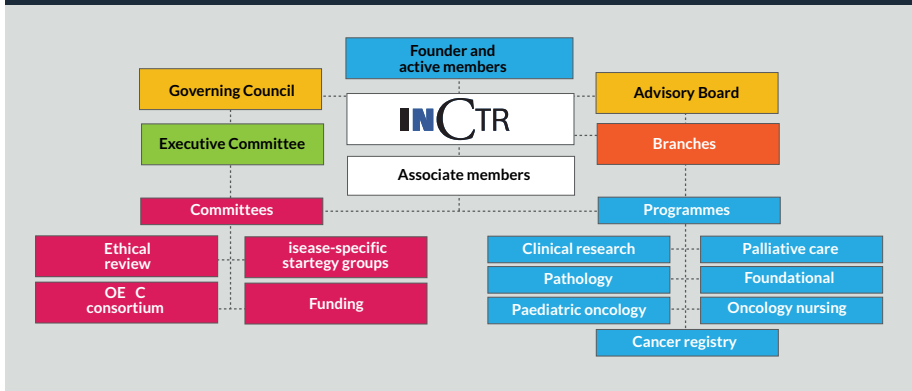 Founder and
active members
Governing Council
Advisory Board
INCTR
Executive Committee
Branches
Associate members
Committees
Programmes
Ethical
review
isease-specific
startegy groups
Clinical research
Palliative care
Pathology
Foundational
OE C
consortium
Funding
Paediatric oncology
Oncology nursing
Cancer registry